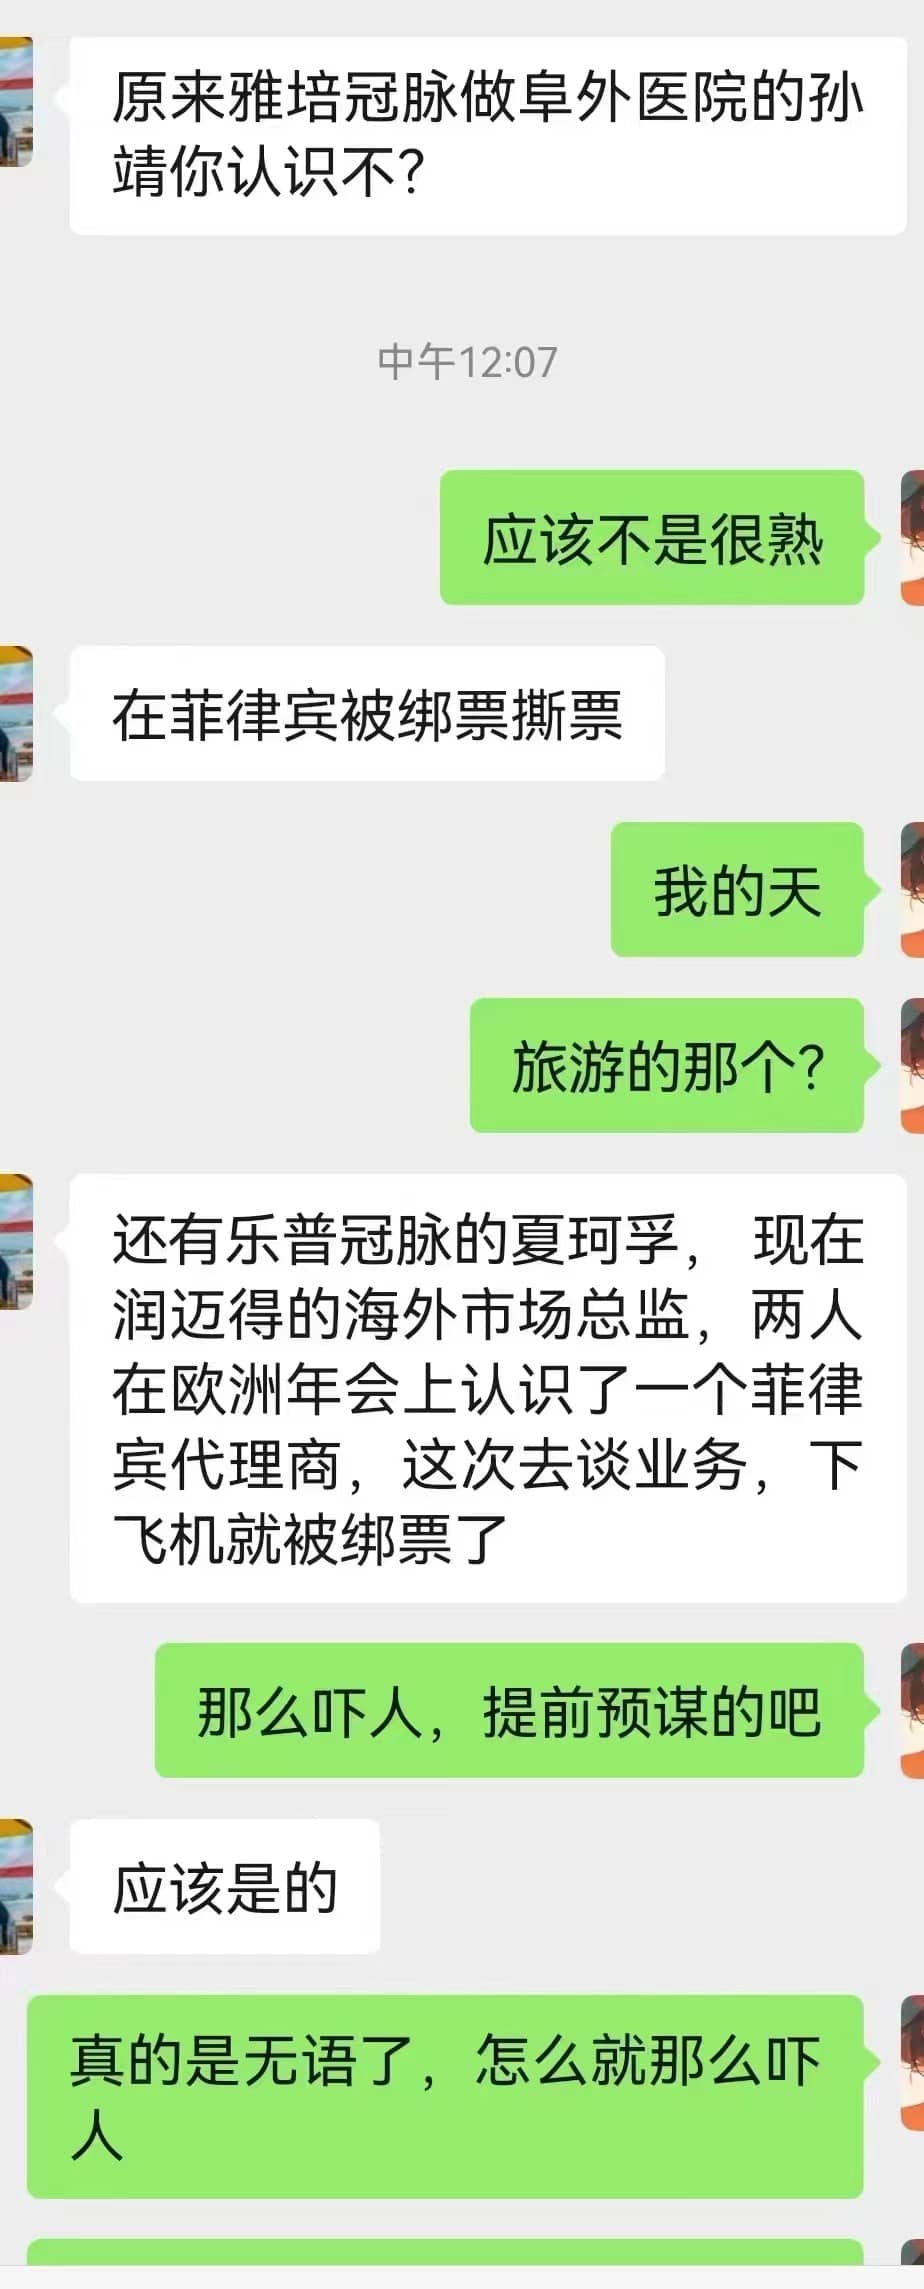 原来雅培冠脉做阜外医院的孙
靖你认识不？
中午12:07
应该不是很熟
在菲律宾被绑票撕票
我的天
旅游的那个？
还有乐普冠脉的夏珂孚， 现在
润迈得的海外市场总监，两人
在欧洲年会上认识了一个菲律
宾代理商，这次去谈业务，下
飞机就被绑票了
那么吓人，提前预谋的吧
应该是的
真的是无语了，怎么就那么吓
人